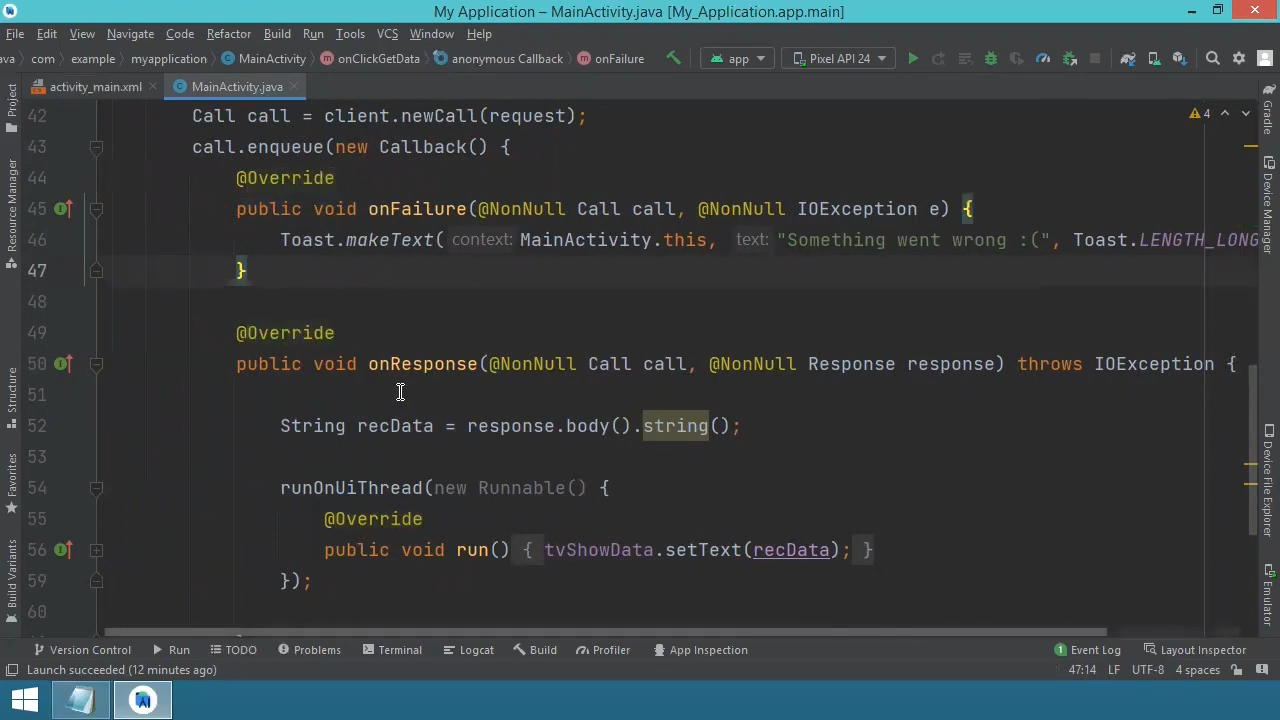 My Application – MainActivity.java [My_Application.app.main]
File Edit View Navigate Code Refactor Build Run Tools VCS Window Help
ava com example myapplication MainActivity onClickGetData anonymous Callback onFailure app Pixel API 24
activity_main.xml MainActivity.java
Project
Resource Manager
Structure
Favorites
Build Variants
42 Call call = client.newCall(request); 4
43 call.enqueue(new Callback() {
44 @Override
45 public void onFailure(@NonNull Call call, @NonNull IOException e) {
46 Toast.makeText( context: MainActivity.this, text: "Something went wrong :(", Toast.LENGTH_LONG
47 }
48
49 @Override
50 public void onResponse(@NonNull Call call, @NonNull Response response) throws IOException {
51
52 String recData = response.body().string();
53
54 runOnUiThread(new Runnable() {
55 @Override
56 public void run() { tvShowData.setText(recData); }
59 });
60
Gradle
Device Manager
Device File Explorer
Emulator
Version Control Run TODO Problems Terminal Logcat Build Profiler App Inspection 1 Event Log Layout Inspector
Launch succeeded (12 minutes ago) 47:14 LF UTF-8 4 spaces